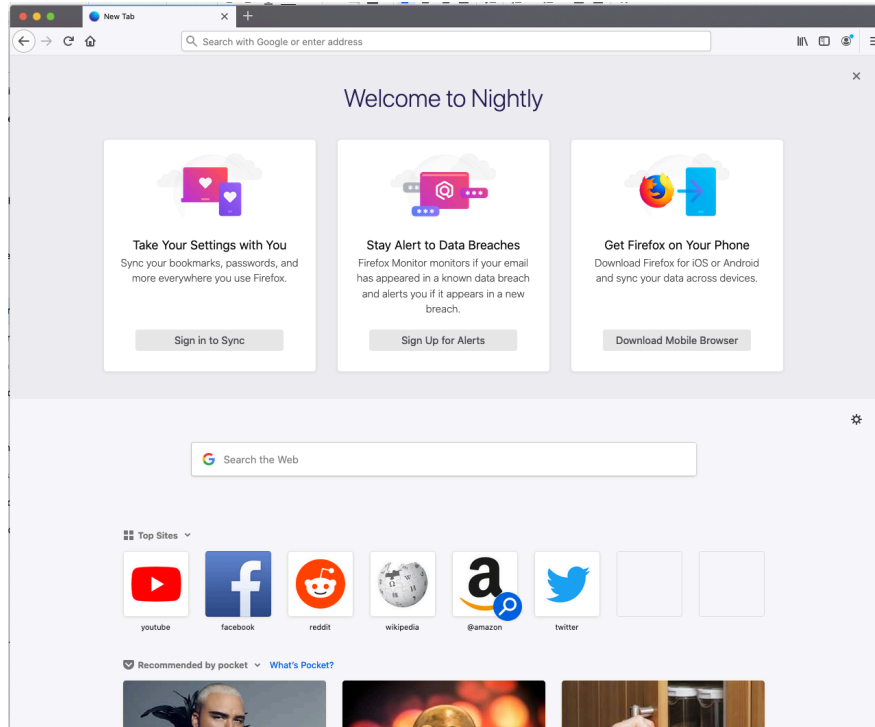 New Tab
Search with Google or enter address
Welcome to Nightly
Take Your Settings with You
Sync your bookmarks, passwords, and
more everywhere you use Firefox.
Sign in to Sync
Stay Alert to Data Breaches
Firefox Monitor monitors if your email
has appeared in a known data breach
and alerts you if it appears in a new
breach.
Sign Up for Alerts
Get Firefox on Your Phone
Download Firefox for iOS or Android
and sync your data across devices.
Download Mobile Browser
Search the Web
Top Sites
youtube
facebook
reddit
wikipedia
@amazon
twitter
Recommended by pocket What's Pocket?